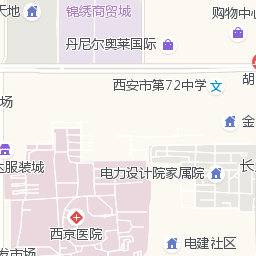 天地
锦绣商贸城
购物中心
丹尼尔奥莱国际
西安市第72中学
胡
场
金
达服装城
电力设计院家属院
长
西京医院
电建社区
发市场